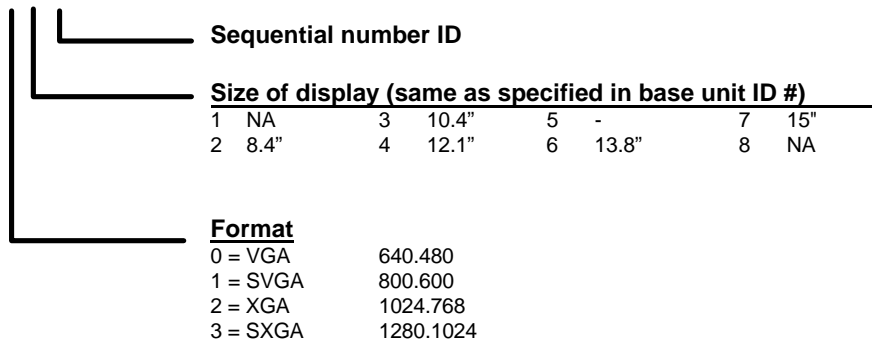 Sequential number ID
Size of display (same as specified in base unit ID #)
1 NA 3 10.4” 5 - 7 15"
2 8.4” 4 12.1” 6 13.8” 8 NA
Format
0 = VGA 640.480
1 = SVGA 800.600
2 = XGA 1024.768
3 = SXGA 1280.1024